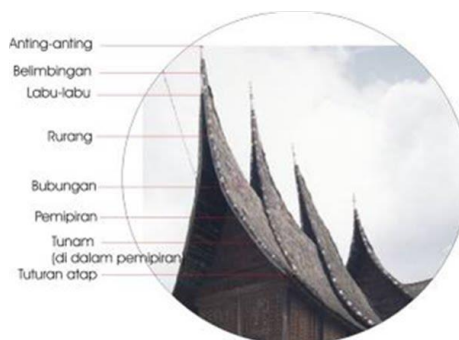 Anting-anting
Belimbingan
Labu-labu
Rurang
Bubungan
Pemipiran
Tunam
(di dalam pemipiran)
Tuturan atap